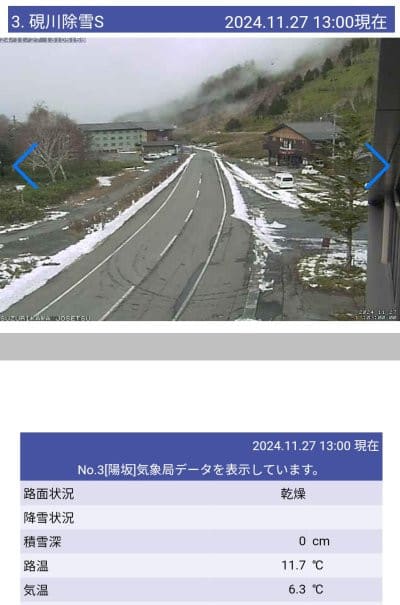 3. 硯川除雪S 2024.11.27 13:00現在
SUZURIKAWA JOSETSU
2024.11.27 13:00 現在
No.3[陽坂]気象局データを表示しています。
路面状況 乾燥
降雪状況
積雪深 0 cm
路温 11.7 ℃
気温 6.3 ℃